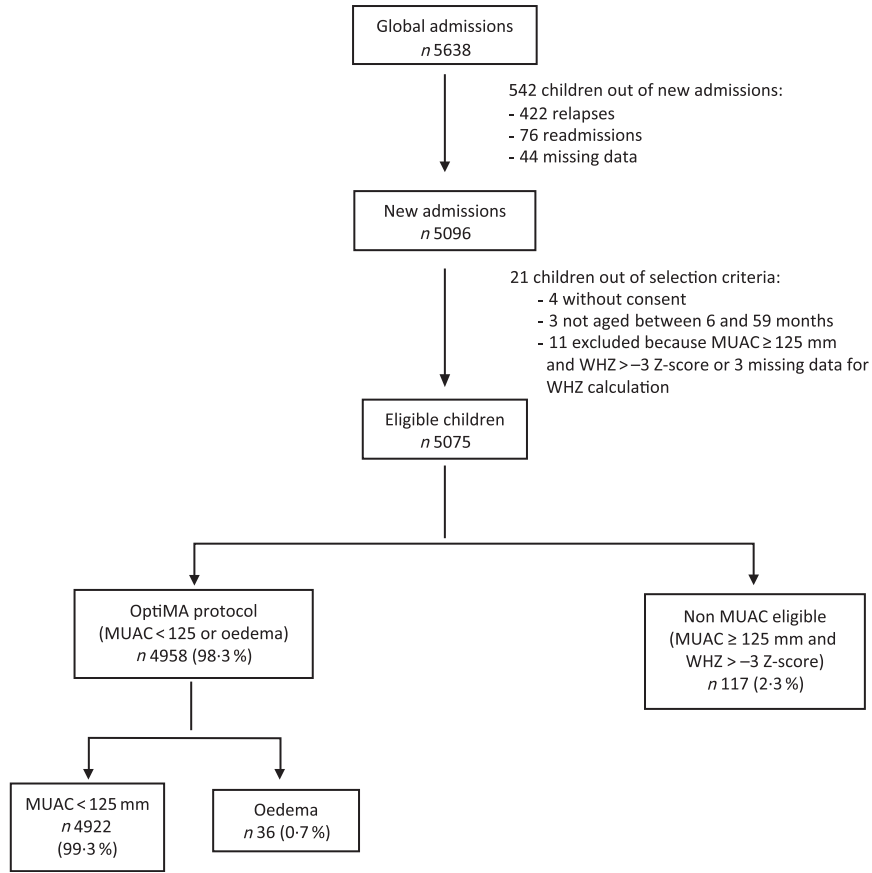 Global admissions
n 5638
542 children out of new admissions:
- 422 relapses
- 76 readmissions
- 44 missing data
New admissions
n 5096
21 children out of selection criteria:
- 4 without consent
- 3 not aged between 6 and 59 months
- 11 excluded because MUAC ≥ 125 mm
and WHZ > –3 Z-score or 3 missing data for
WHZ calculation
Eligible children
n 5075
OptiMA protocol
(MUAC < 125 or oedema)
n 4958 (98·3 %)
Non MUAC eligible
(MUAC ≥ 125 mm and
WHZ > –3 Z-score)
n 117 (2·3 %)
MUAC < 125 mm
n 4922
(99·3 %)
Oedema
n 36 (0·7 %)